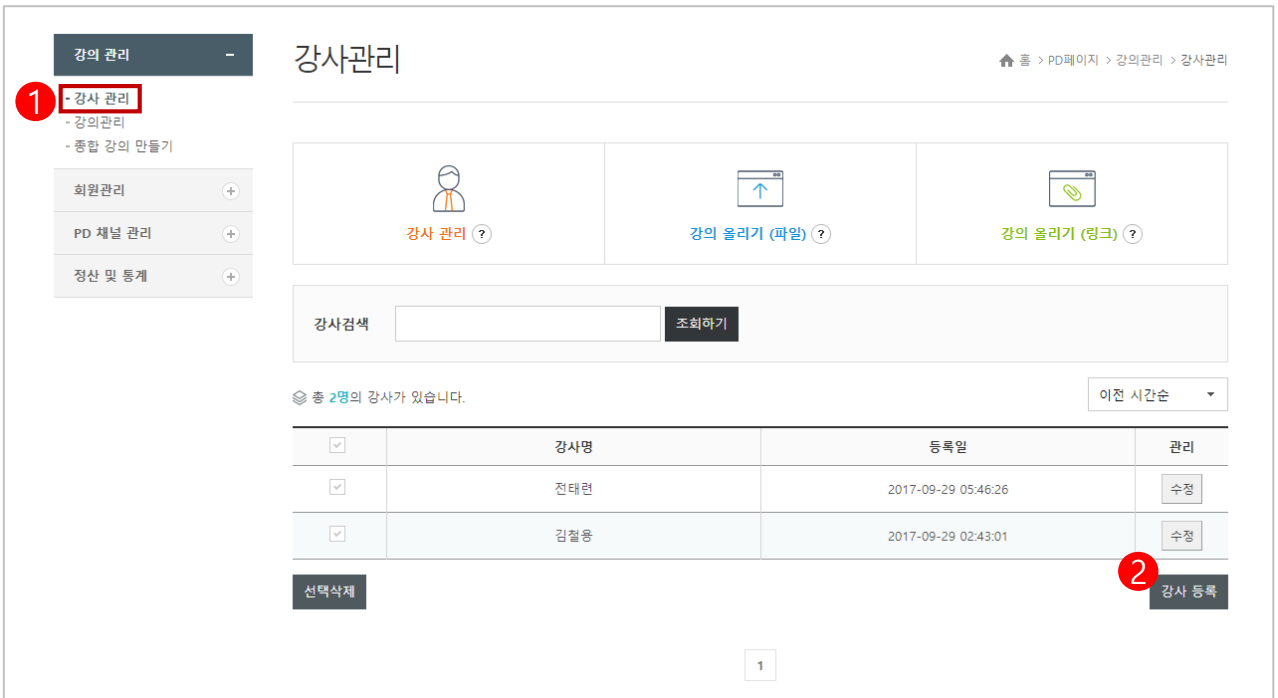 강의 관리 −
1
- 강사 관리
- 강의관리
- 종합 강의 만들기
회원관리 +
PD 채널 관리 +
정산 및 통계 +
강사관리
홈 > PD페이지 > 강의관리 > 강사관리
강사 관리 ?
강의 올리기 (파일) ?
강의 올리기 (링크) ?
강사검색 조회하기
총 2명의 강사가 있습니다.
이전 시간순
강사명 등록일 관리
전태련 2017-09-29 05:46:26 수정
김철용 2017-09-29 02:43:01 수정
선택삭제
2
강사 등록
1